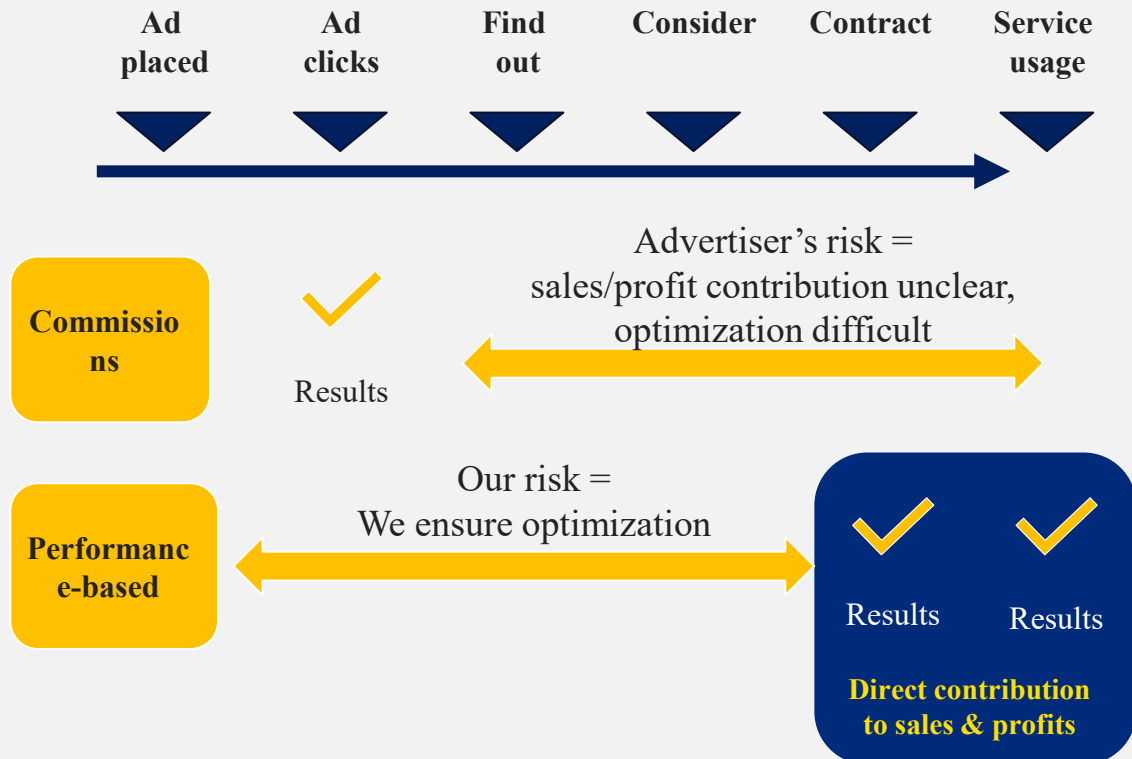 Ad
placed
Ad
clicks
Find
out
Consider
Contract
Service
usage
Commissio
ns
Results
Advertiser’s risk =
sales/profit contribution unclear,
optimization difficult
Performanc
e-based
Our risk =
We ensure optimization
Results
Results
Direct contribution
to sales & profits